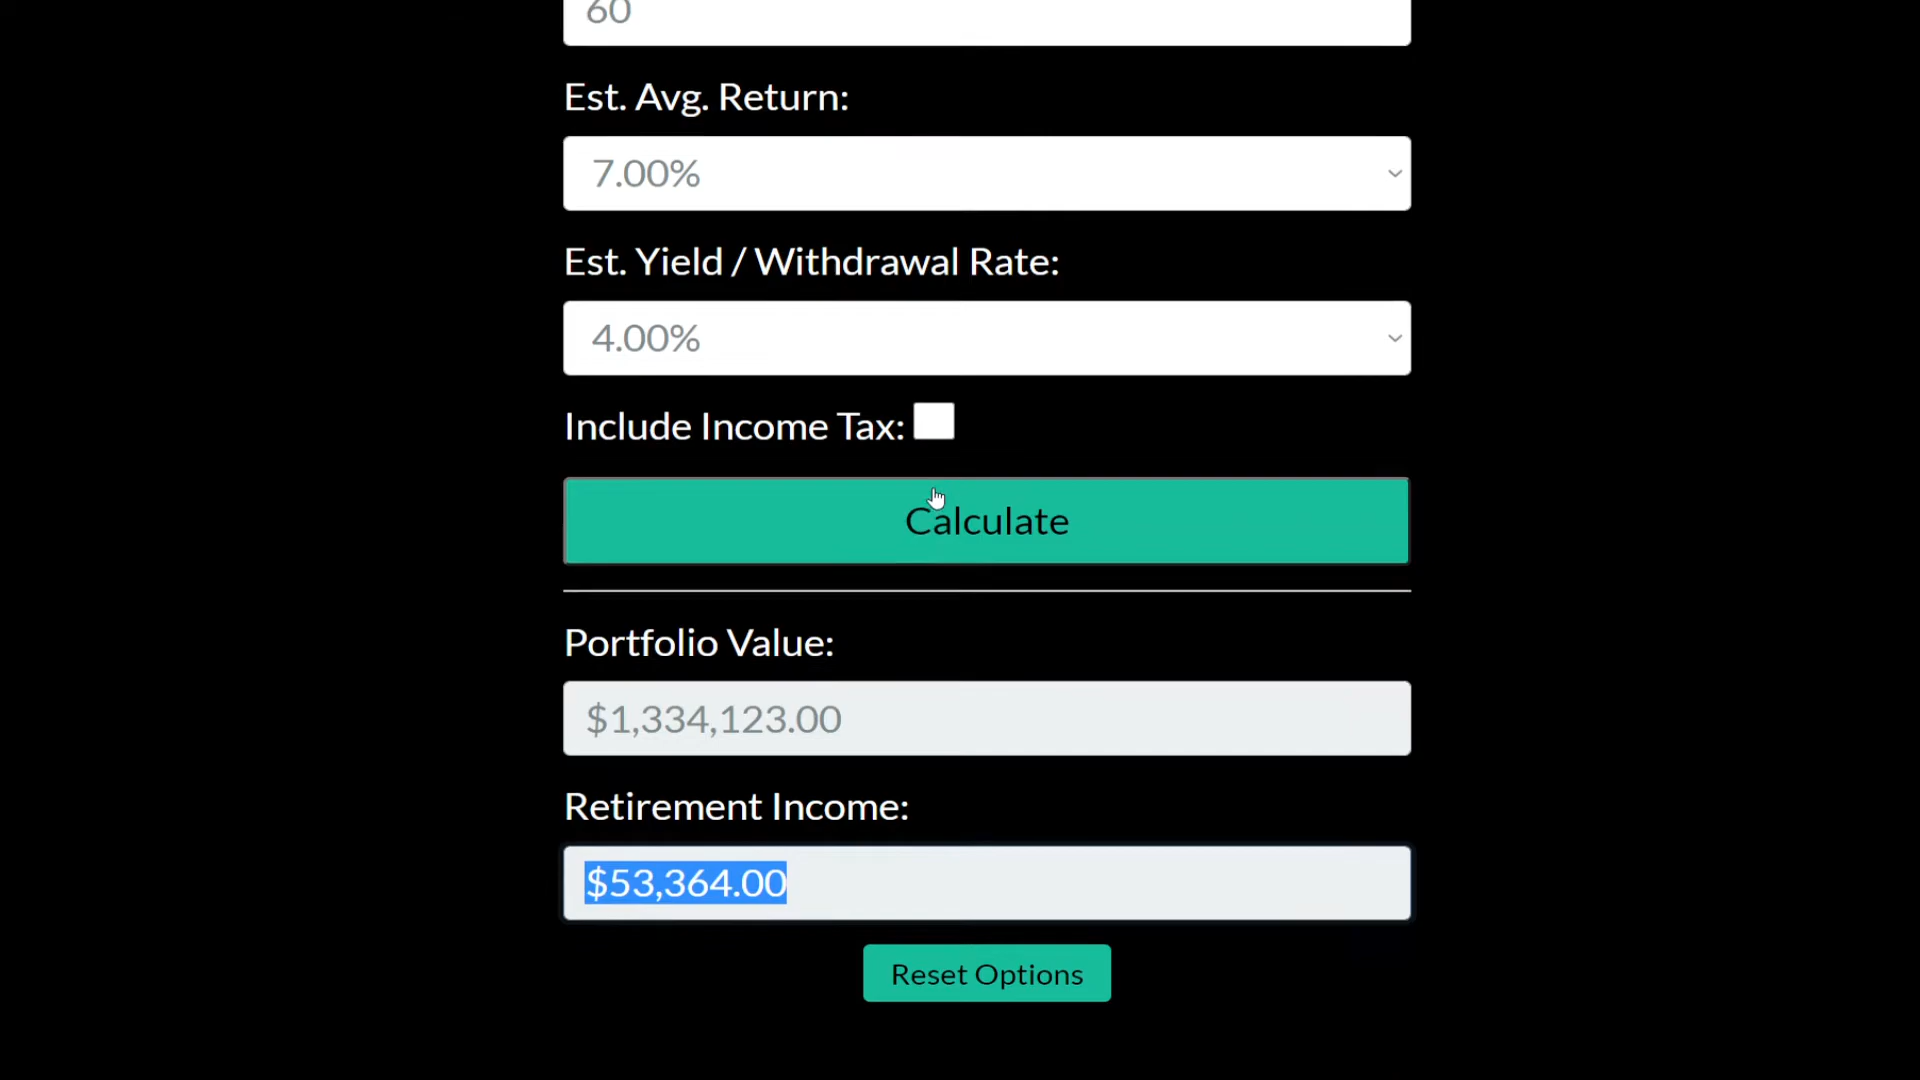 60
Est. Avg. Return:
7.00%
Est. Yield / Withdrawal Rate:
4.00%
Include Income Tax:
Calculate
Portfolio Value:
$1,334,123.00
Retirement Income:
$53,364.00
Reset Options